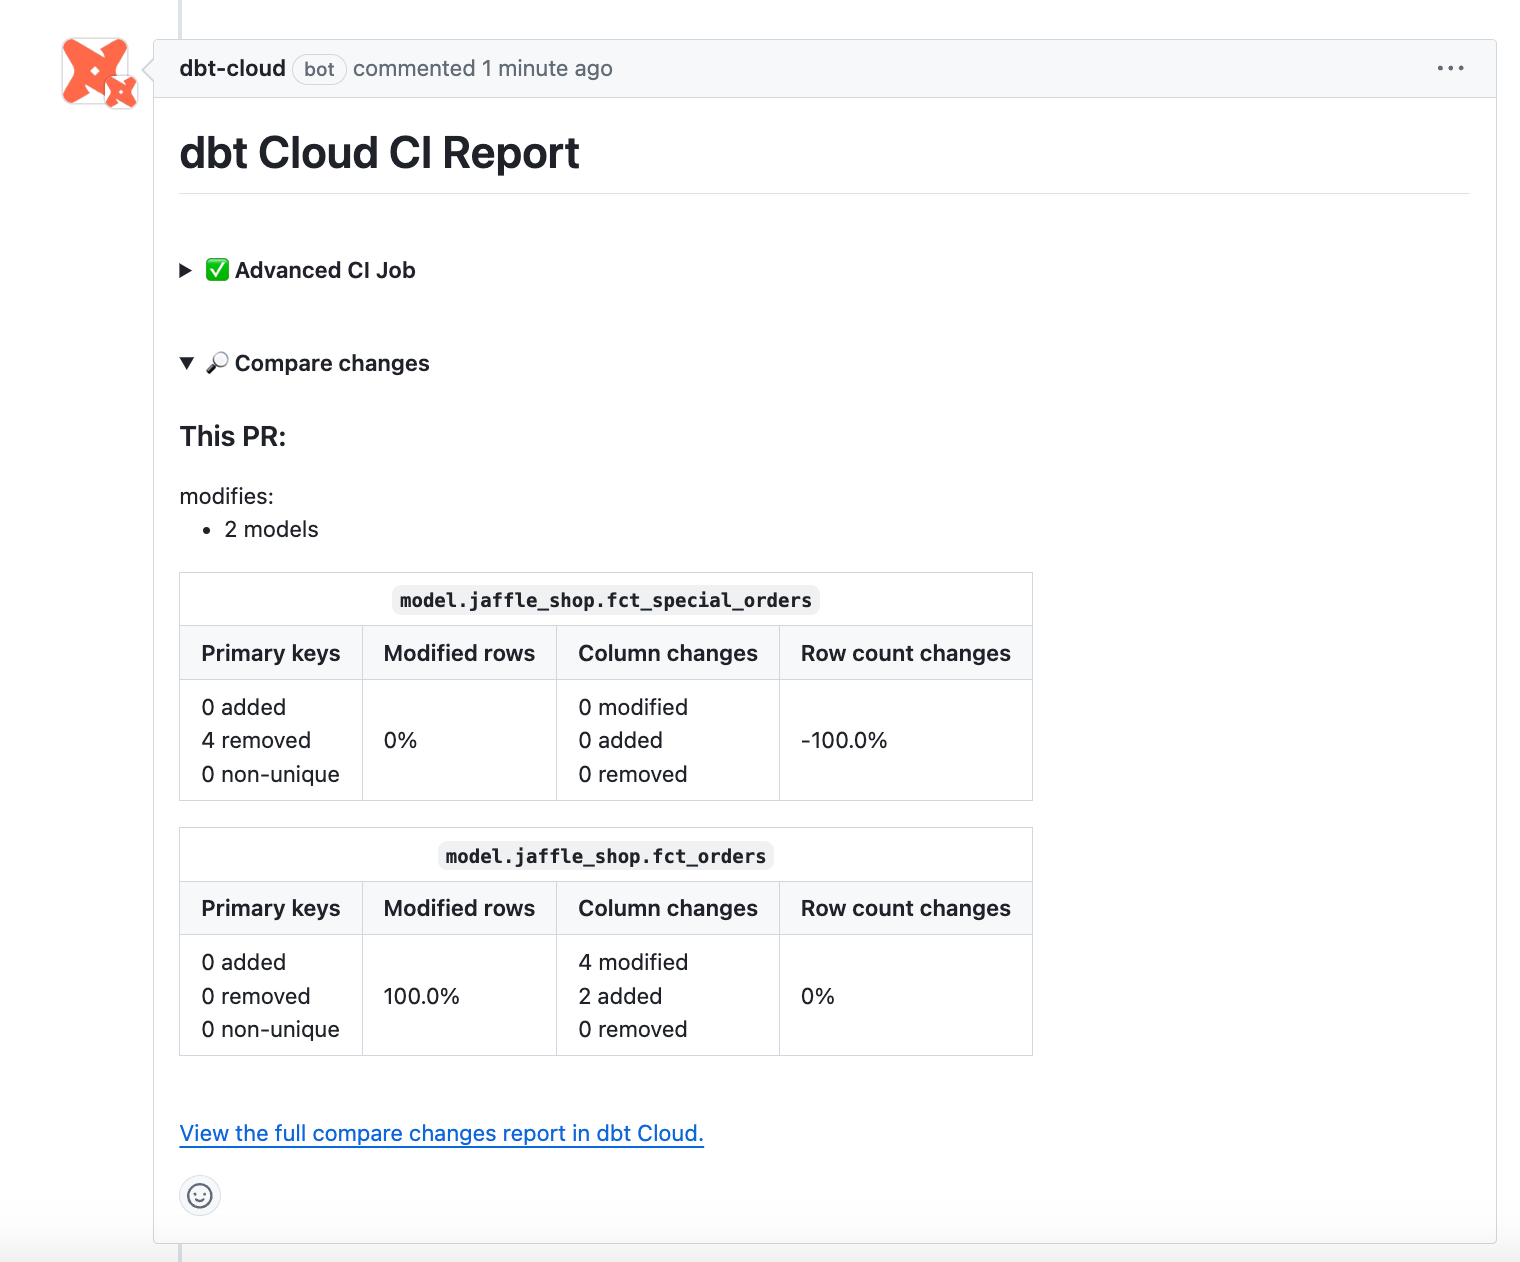 dbt-cloud bot commented 1 minute ago
dbt Cloud CI Report
✅ Advanced CI Job
🔎 Compare changes
This PR:
modifies:
• 2 models
model.jaffle_shop.fct_special_orders
Primary keys Modified rows Column changes Row count changes
0 added 0 modified
4 removed 0% 0 added -100.0%
0 non-unique 0 removed
model.jaffle_shop.fct_orders
Primary keys Modified rows Column changes Row count changes
0 added 4 modified
0 removed 100.0% 2 added 0%
0 non-unique 0 removed
View the full compare changes report in dbt Cloud.